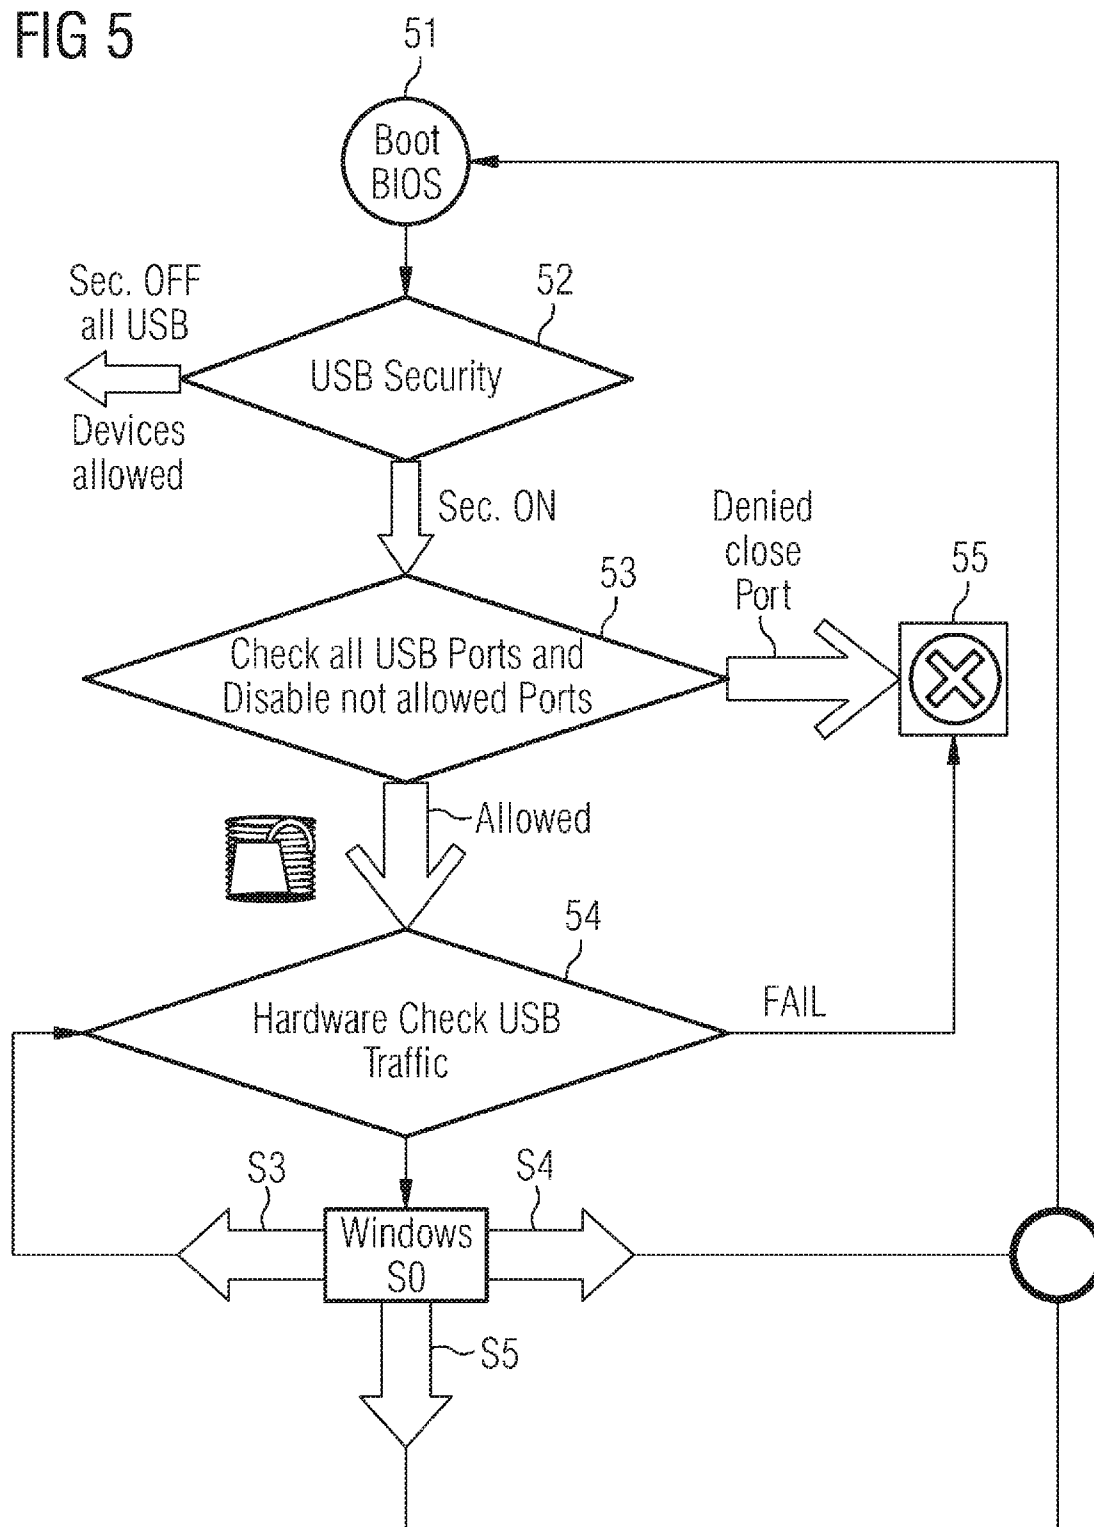 FIG 5
51
Boot
BIOS
Sec. OFF
all USB
Devices
allowed
52
USB Security
Sec. ON
Denied
close
Port
53
55
Check all USB Ports and
Disable not allowed Ports
Allowed
54
Hardware Check USB
Traffic
FAIL
S3
S4
Windows
S0
S5